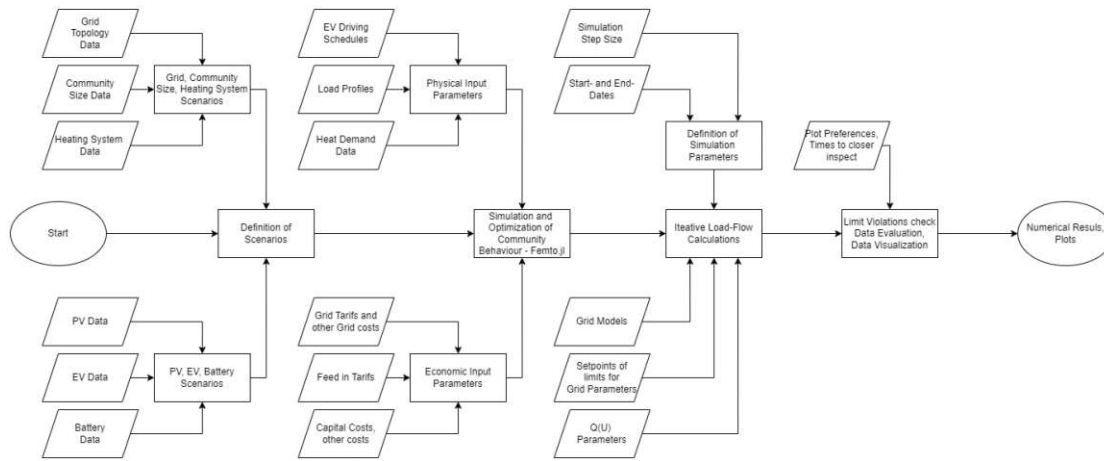 Grid
Topology
Data
Community
Size Data
Heating System
Data
Grid, Community
Size, Heating System
Scenarios
EV Driving
Schedules
Load Profiles
Heat Demand
Data
Physical Input
Parameters
Simulation
Step Size
Start- and End-
Dates
Definition of
Simulation
Parameters
Plot Preferences,
Times to closer
inspect
Start
Definition of
Scenarios
Simulation and
Optimization of
Community
Behaviour - Femto.jl
Iteative Load-Flow
Calculations
Limit Violations check
Data Evaluation,
Data Visualization
Numerical Resuls,
Plots
PV Data
EV Data
Battery
Data
PV, EV, Battery
Scenarios
Grid Tarifs and
other Grid costs
Feed in Tarifs
Capital Costs,
other costs
Economic Input
Parameters
Grid Models
Setpoints of
limits for
Grid Parameters
Q(U)
Parameters